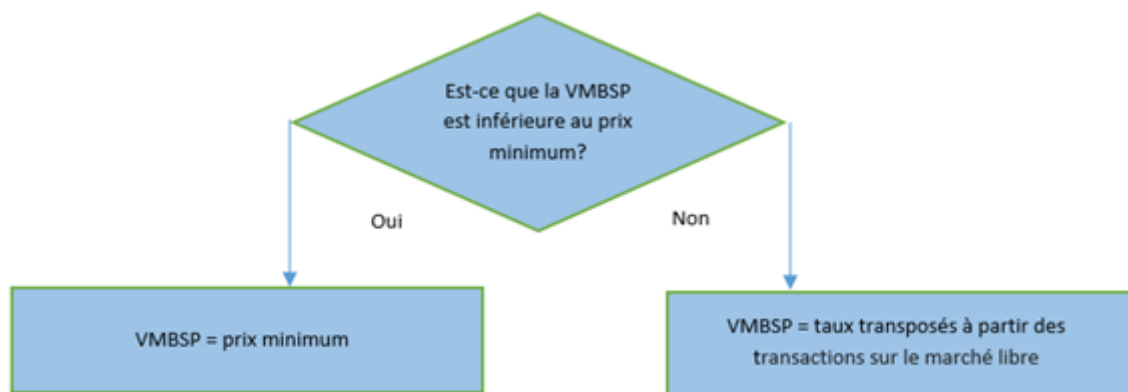 Est-ce que la VMBSP
est inférieure au prix
minimum?
Oui
Non
VMBSP = prix minimum
VMBSP = taux transposés à partir des
transactions sur le marché libre